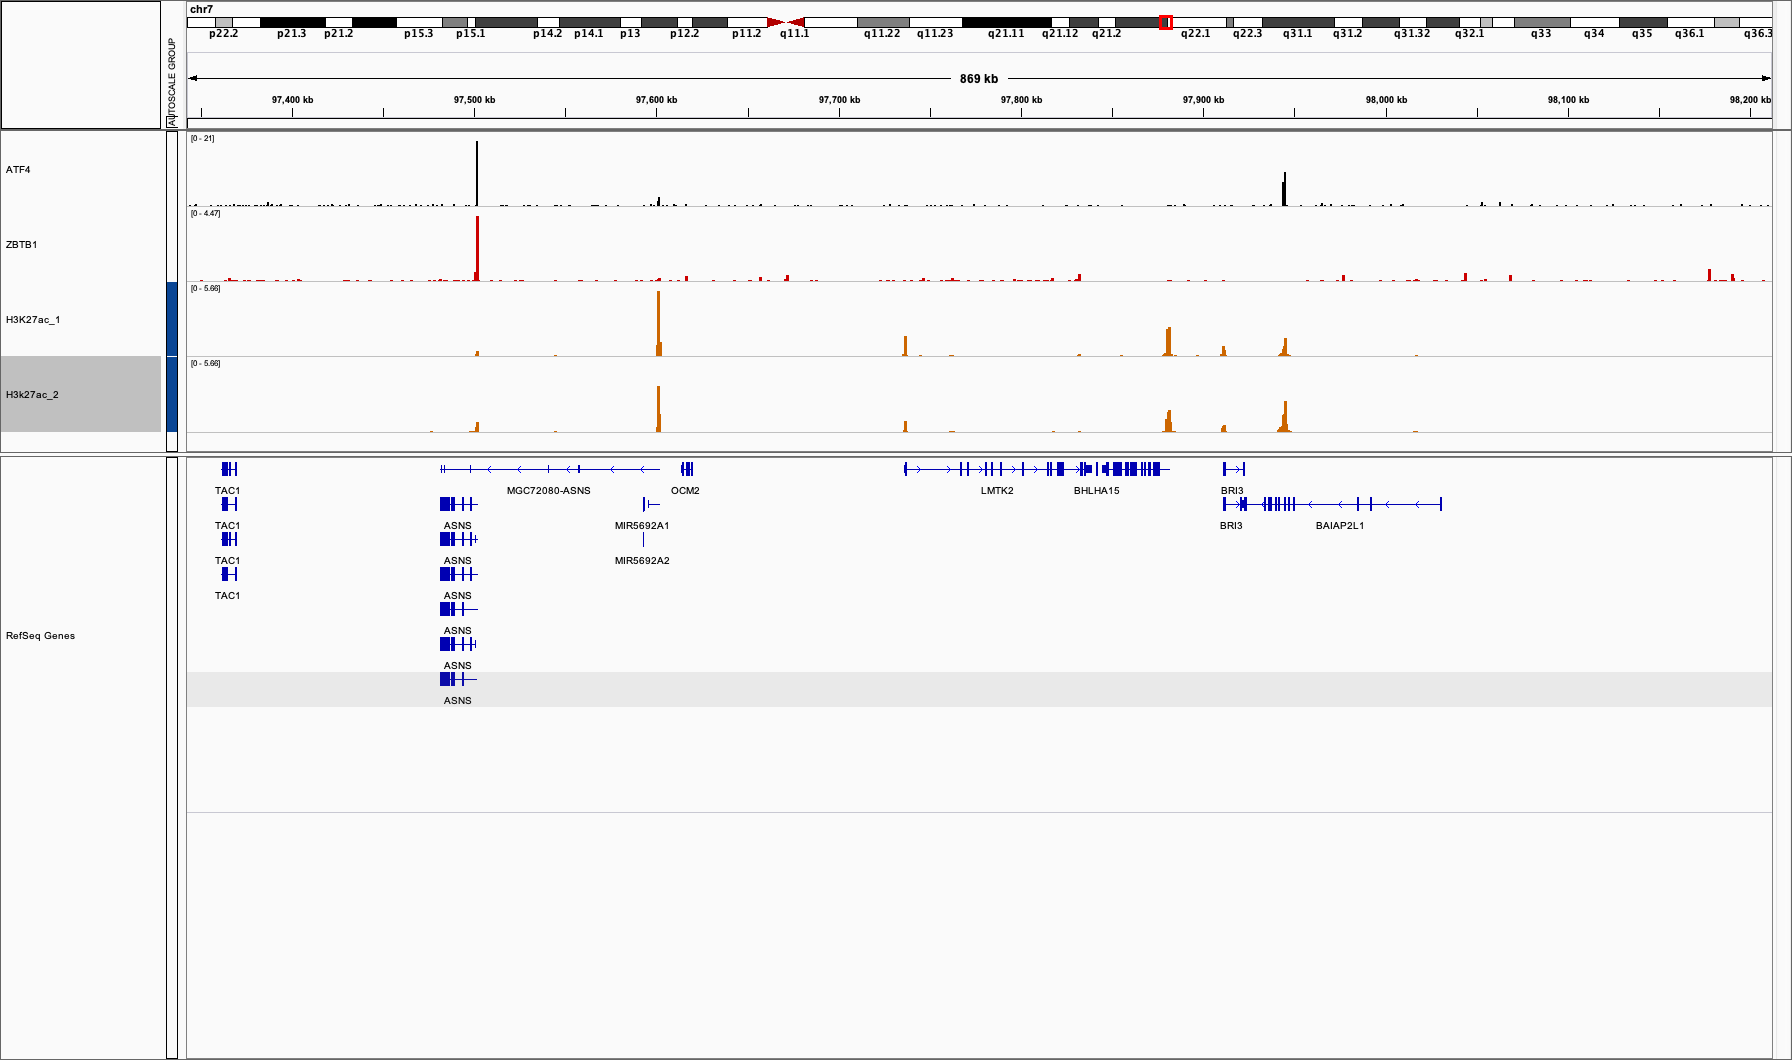 chr7
p22.2 p21.3 p21.2 p15.3 p15.1 p14.2 p14.1 p13 p12.2 p11.2 q11.1 q11.22 q11.23 q21.11 q21.12 q21.2 q22.1 q22.3 q31.1 q31.2 q31.32 q32.1 q33 q34 q35 q36.1 q36.3
AUTOSCALE GROUP
869 kb
97,400 kb 97,500 kb 97,600 kb 97,700 kb 97,800 kb 97,900 kb 98,000 kb 98,100 kb 98,200 kb
[0 - 21]
ATF4
[0 - 4.47]
ZBTB1
[0 - 5.66]
H3K27ac_1
[0 - 5.66]
H3k27ac_2
TAC1 MGC72080-ASNS OCM2 LMTK2 BHLHA15 BRI3
TAC1 ASNS MIR5692A1 BRI3 BAIAP2L1
TAC1 ASNS MIR5692A2
TAC1 ASNS
ASNS
RefSeq Genes
ASNS
ASNS